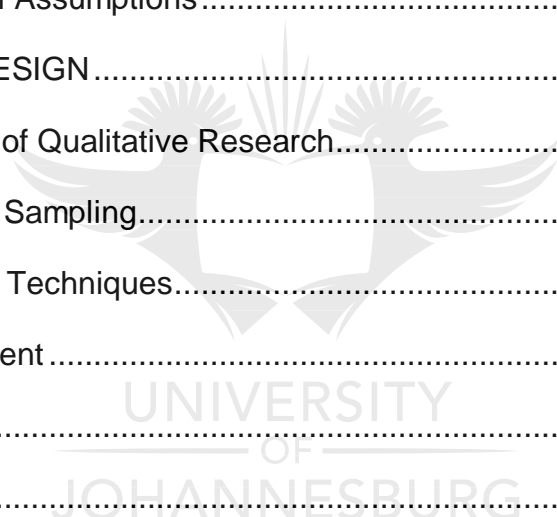 Assumptions........................................
ESIGN....................................................
of Qualitative Research.........................
Sampling.................................................
Techniques............................................
ent...........................................................
UNIVERSITY
................................................................
OF
................................................................
JOHANNESBURG